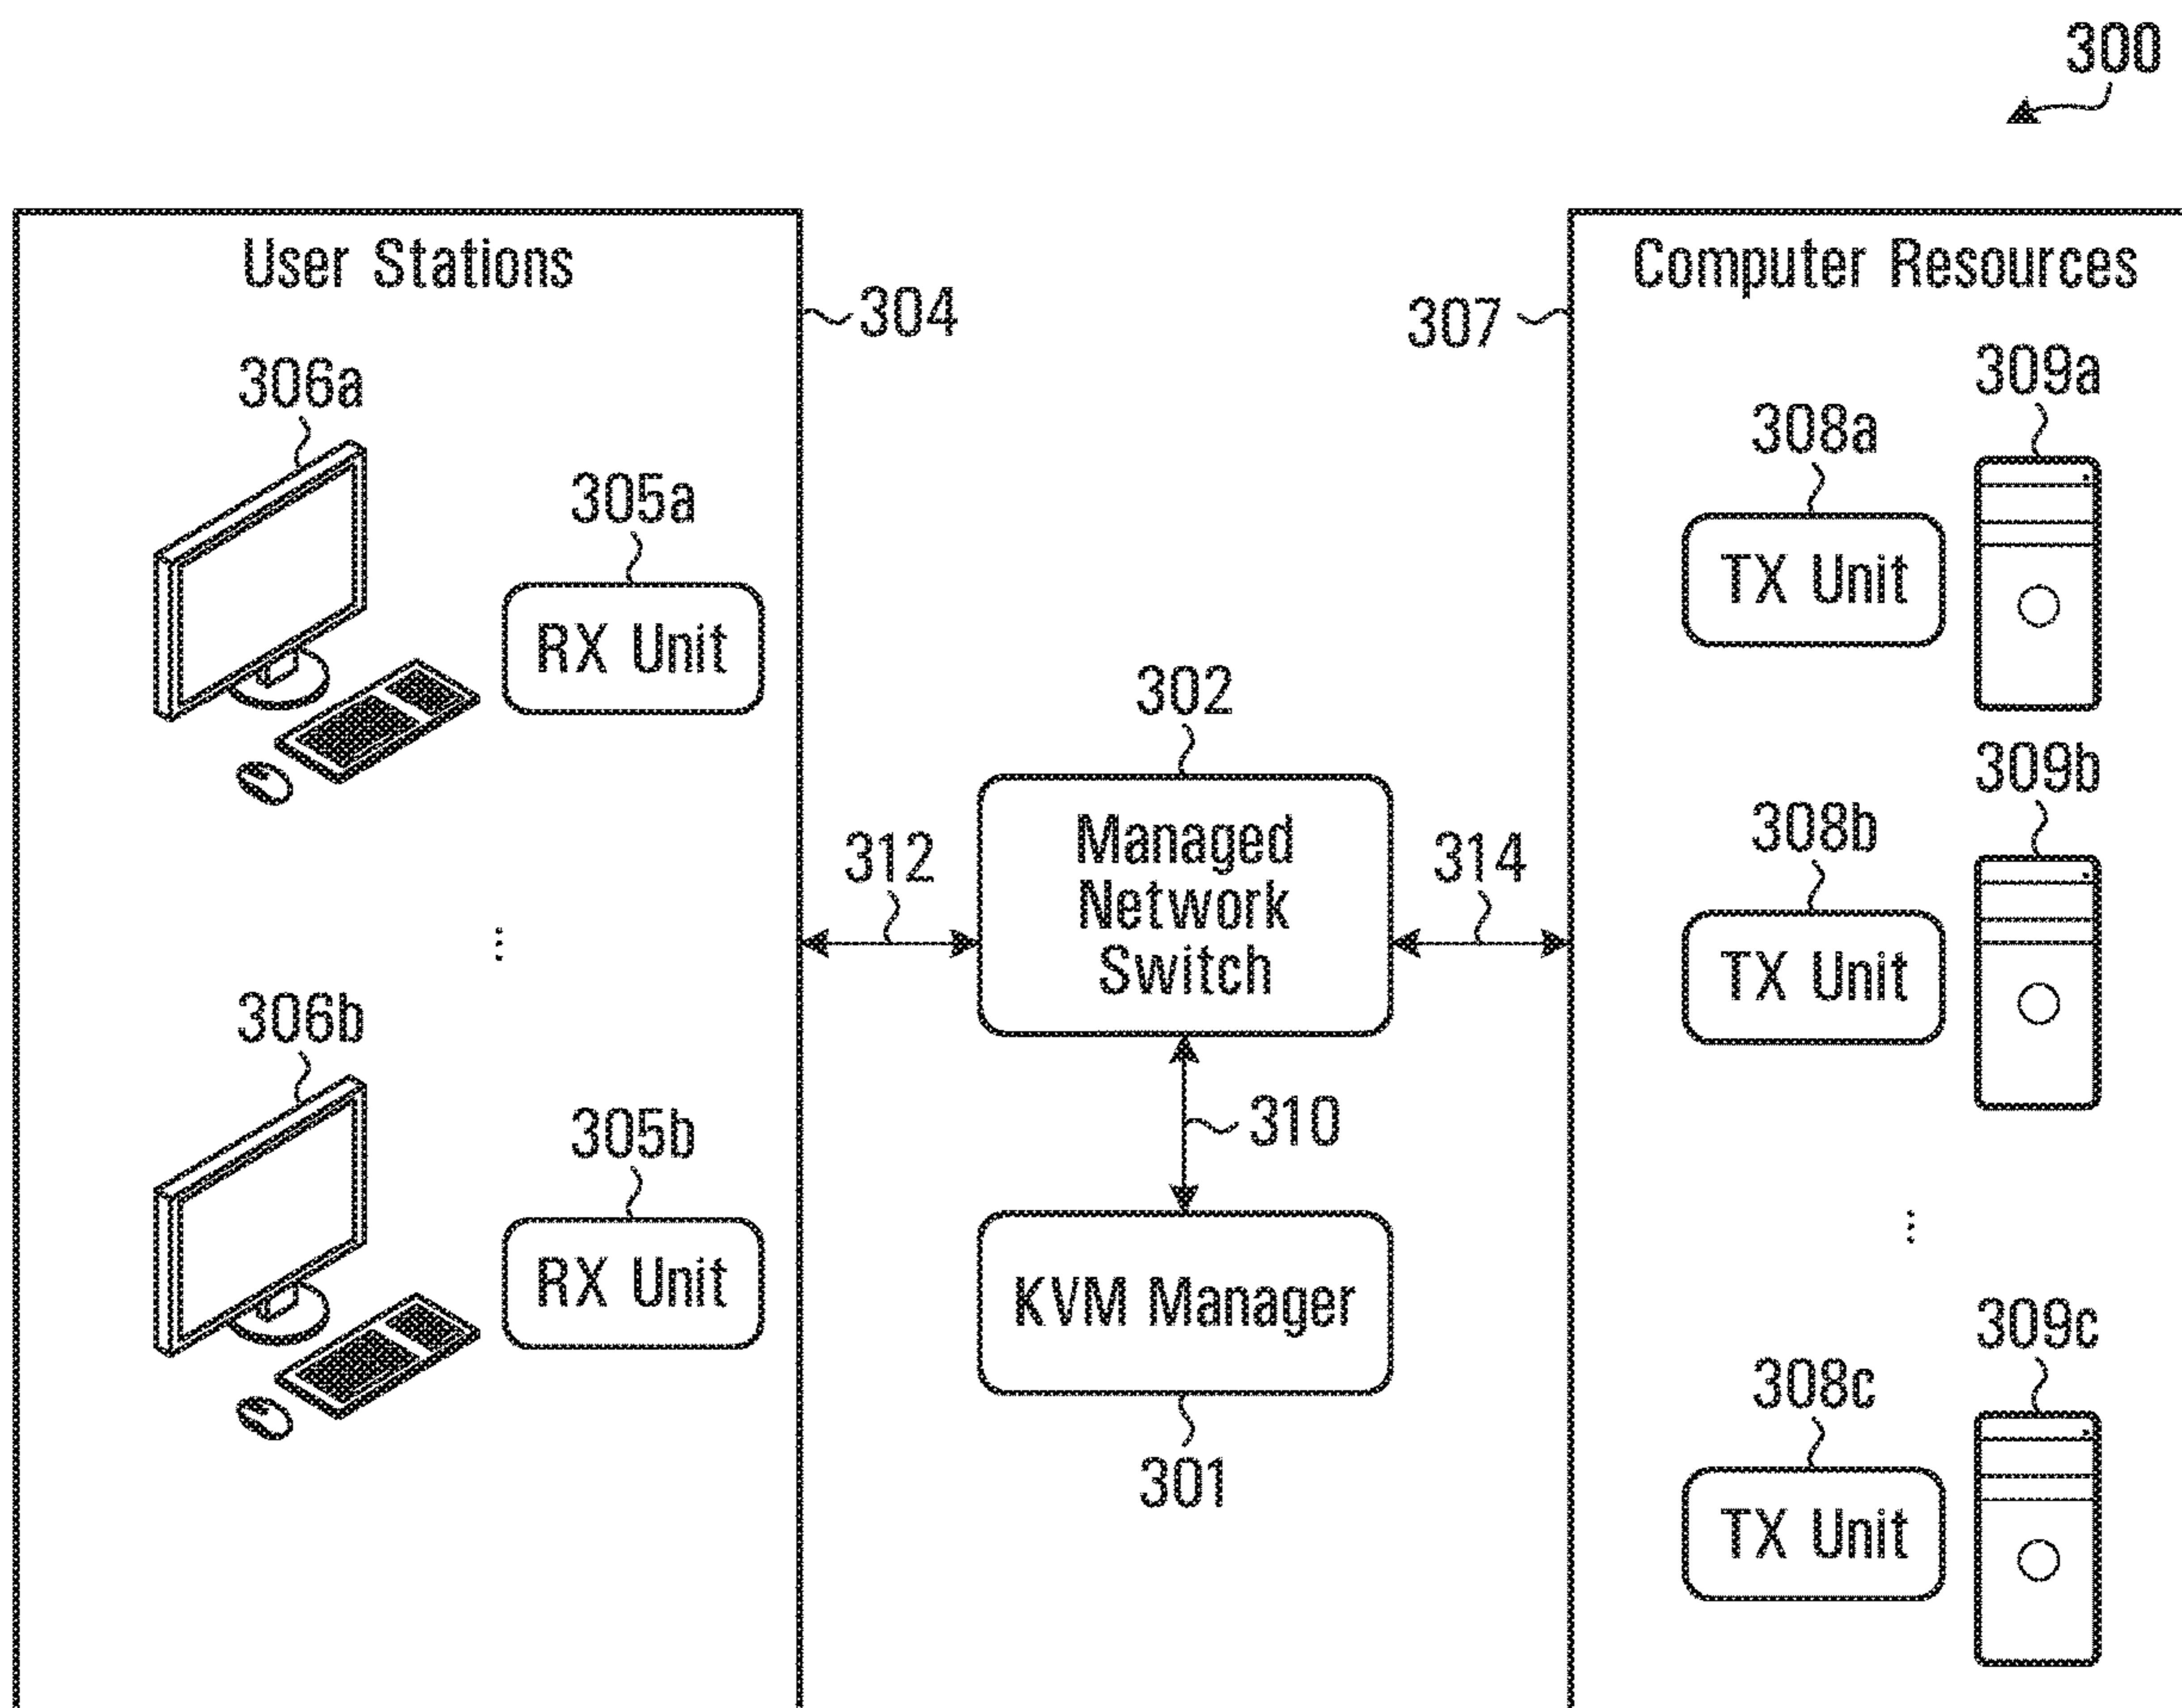 300
User Stations
304
306a
305a
RX Unit
306b
305b
RX Unit
302
Managed
Network
Switch
312
314
310
KVM Manager
301
Computer Resources
307
309a
308a
TX Unit
309b
308b
TX Unit
309c
308c
TX Unit